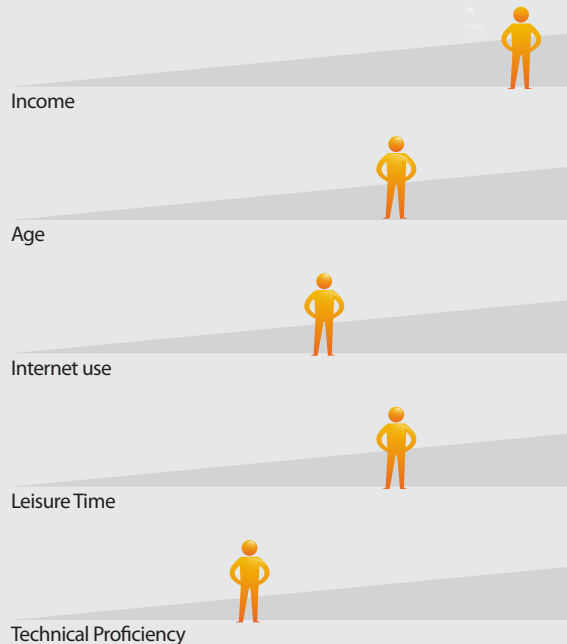 Income
Age
Internet use
Leisure Time
Technical Proficiency